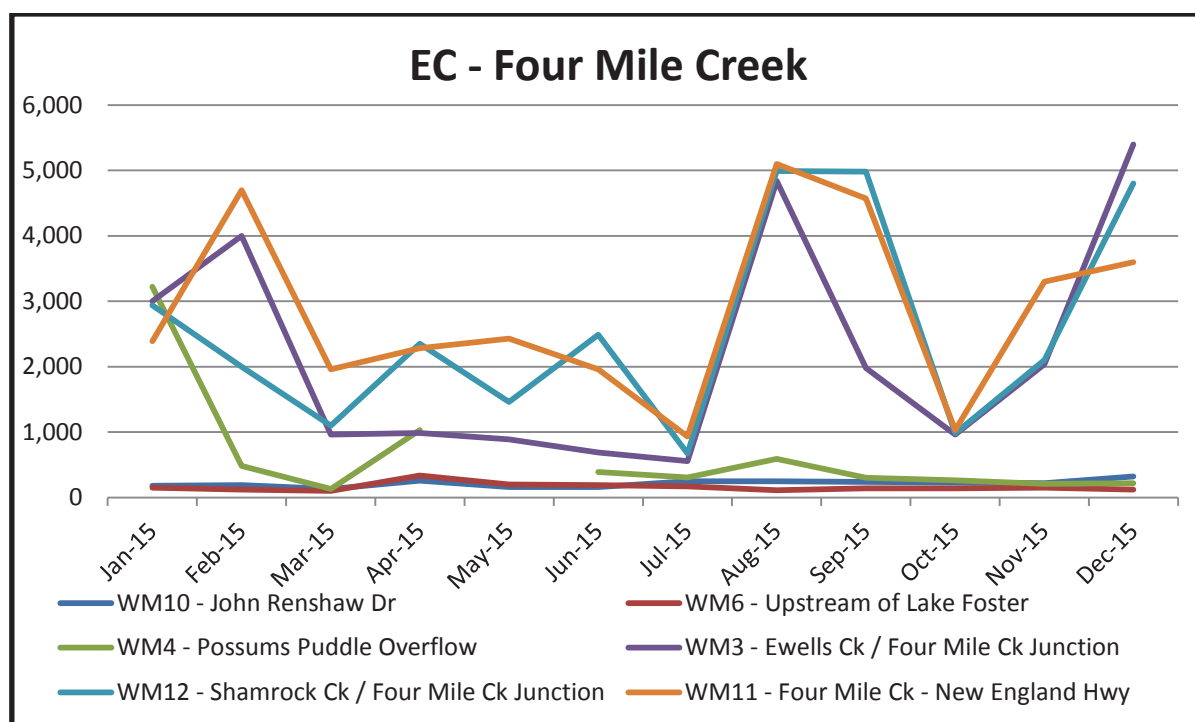 EC - Four Mile Creek
6,000
5,000
4,000
3,000
2,000
1,000
0
Jan-15
Feb-15
Mar-15
Apr-15
May-15
Jun-15
Jul-15
Aug-15
Sep-15
Oct-15
Nov-15
Dec-15
WM10 - John Renshaw Dr
WM6 - Upstream of Lake Foster
WM4 - Possums Puddle Overflow
WM3 - Ewells Ck / Four Mile Ck Junction
WM12 - Shamrock Ck / Four Mile Ck Junction
WM11 - Four Mile Ck - New England Hwy